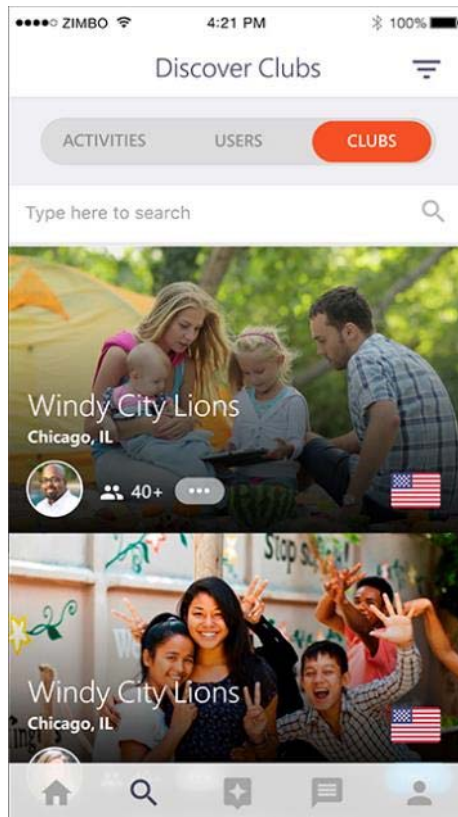 ZIMBO 4:21 PM 100%
Discover Clubs
ACTIVITIES USERS CLUBS
Type here to search
Windy City Lions
Chicago, IL
40+
Stop
Windy City Lions
Chicago, IL